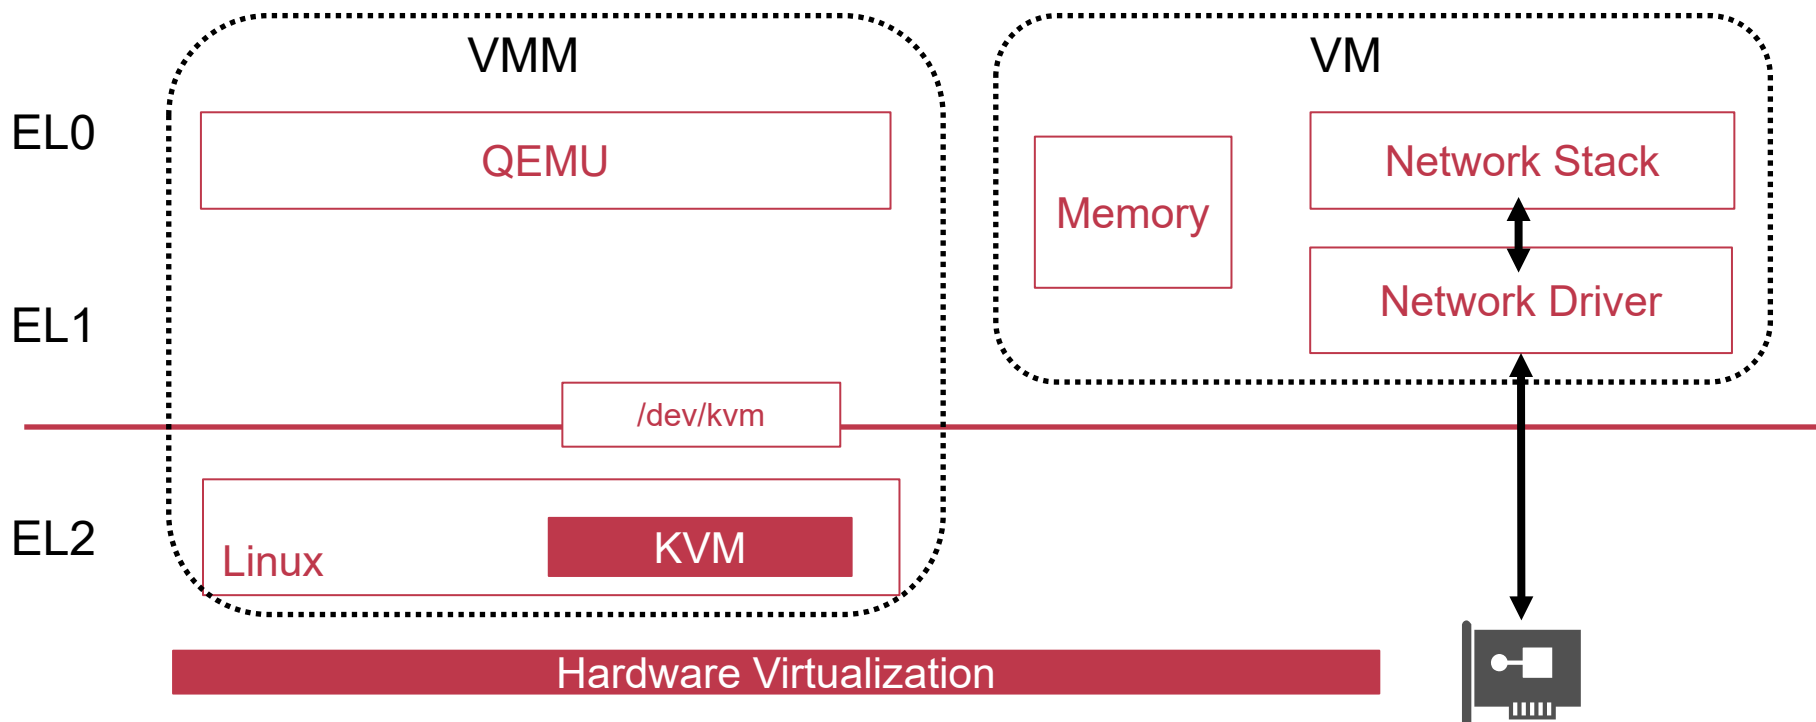 VMM
VM
EL0
QEMU
Network Stack
Memory
Network Driver
EL1
/dev/kvm
EL2
KVM
Linux
Hardware Virtualization